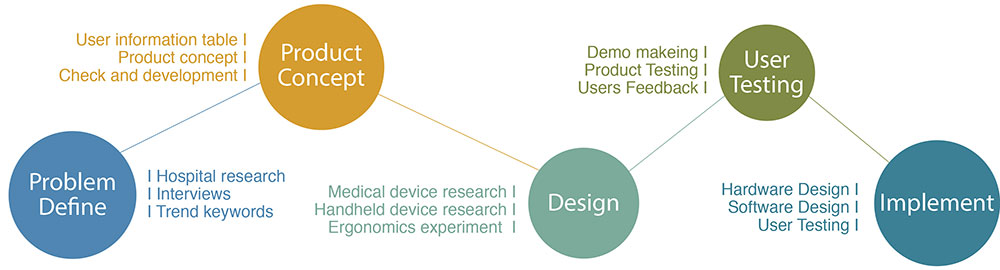 Problem
Define
I Hospital research
I Interviews
I Trend keywords
User information table I
Product concept I
Check and development I
Product
Concept
Medical device research I
Handheld device research I
Ergonomics experiment I
Design
Demo makeing I
Product Testing I
Users Feedback I
User
Testing
Hardware Design I
Software Design I
User Testing I
Implement